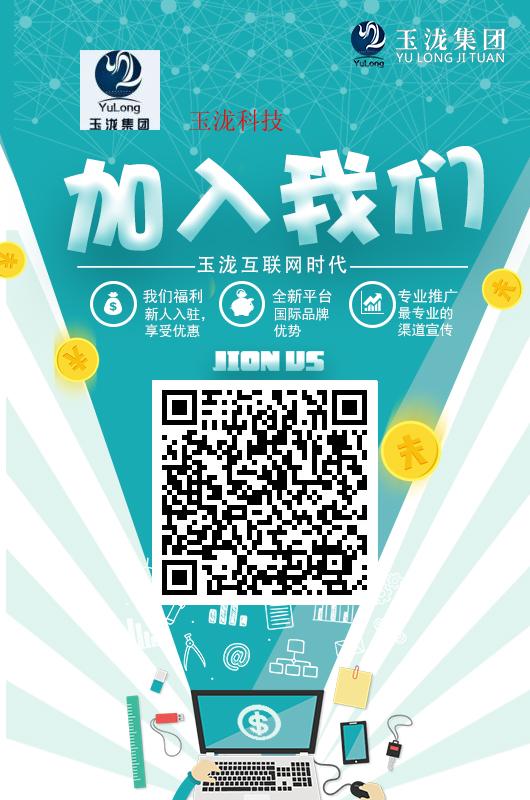 玉泷集团
YU LONG JI TUAN
YuLong
YuLong
玉泷集团
玉泷科技
加入我们
玉泷互联网时代
我们福利
新人入驻，
享受优惠
全新平台
国际品牌
优势
专业推广
最专业的
渠道宣传
JION US